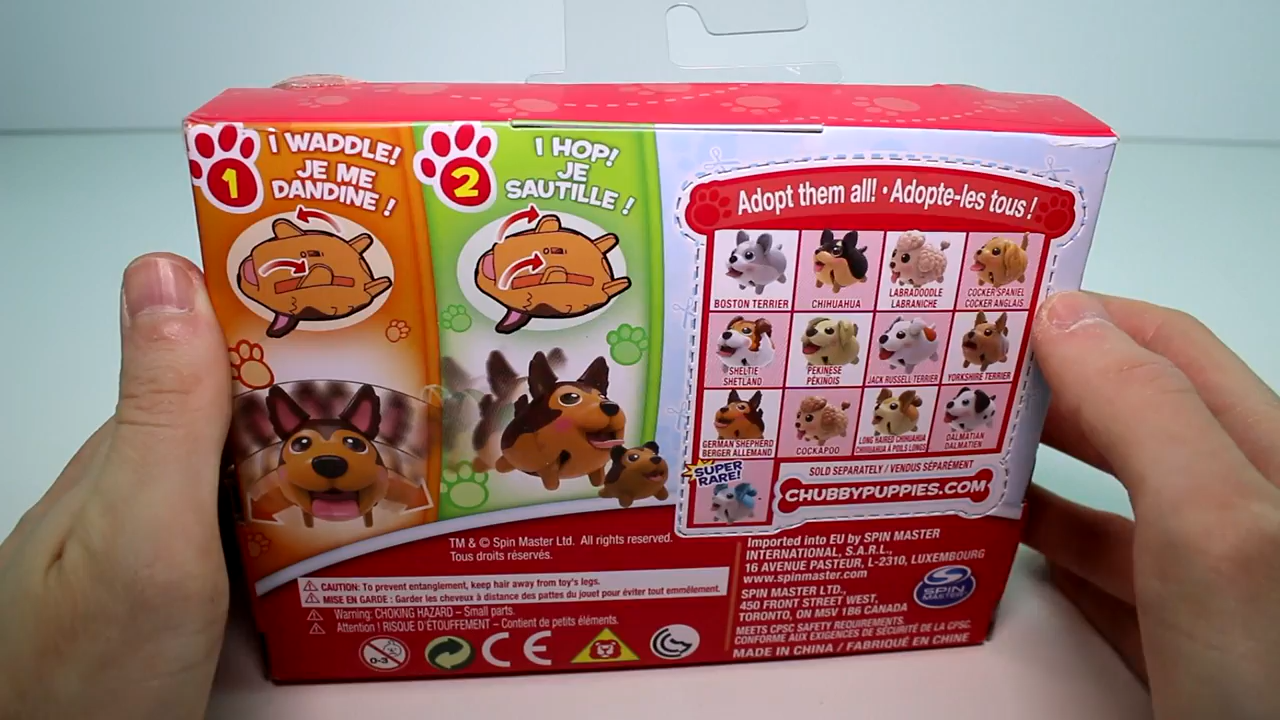 1
I WADDLE!
JE ME
DANDINE !
2
I HOP!
JE
SAUTILLE !
Adopt them all! • Adopte-les tous !
BOSTON TERRIER
CHIHUAHUA
LABRADOODLE
LABRANICHE
COCKER SPANIEL
COCKER ANGLAIS
SHELTIE
SHETLAND
PEKINESE
PÉKINOIS
JACK RUSSELL TERRIER
YORKSHIRE TERRIER
GERMAN SHEPHERD
BERGER ALLEMAND
COCKAPOO
LONG HAIRED CHIHUAHUA
CHIHUAHUA À POILS LONGS
DALMATIAN
DALMATIEN
SUPER
RARE!
SOLD SEPARATELY / VENDUS SÉPARÉMENT
CHUBBYPUPPIES.COM
TM & © Spin Master Ltd. All rights reserved.
Tous droits réservés.
CAUTION: To prevent entanglement, keep hair away from toy's legs.
MISE EN GARDE : Garder les cheveux à distance des pattes du jouet pour éviter tout emmêlement.
Warning: CHOKING HAZARD – Small parts.
Attention ! RISQUE D'ÉTOUFFEMENT – Contient de petits éléments.
0-3
CE
Imported into EU by SPIN MASTER
INTERNATIONAL, S.A.R.L.,
16 AVENUE PASTEUR, L-2310, LUXEMBOURG
www.spinmaster.com
SPIN MASTER LTD.,
450 FRONT STREET WEST,
TORONTO, ON M5V 1B6 CANADA
MEETS CPSC SAFETY REQUIREMENTS.
CONFORME AUX EXIGENCES DE SÉCURITÉ DE LA CPSC.
MADE IN CHINA / FABRIQUÉ EN CHINE
SPIN
MASTER